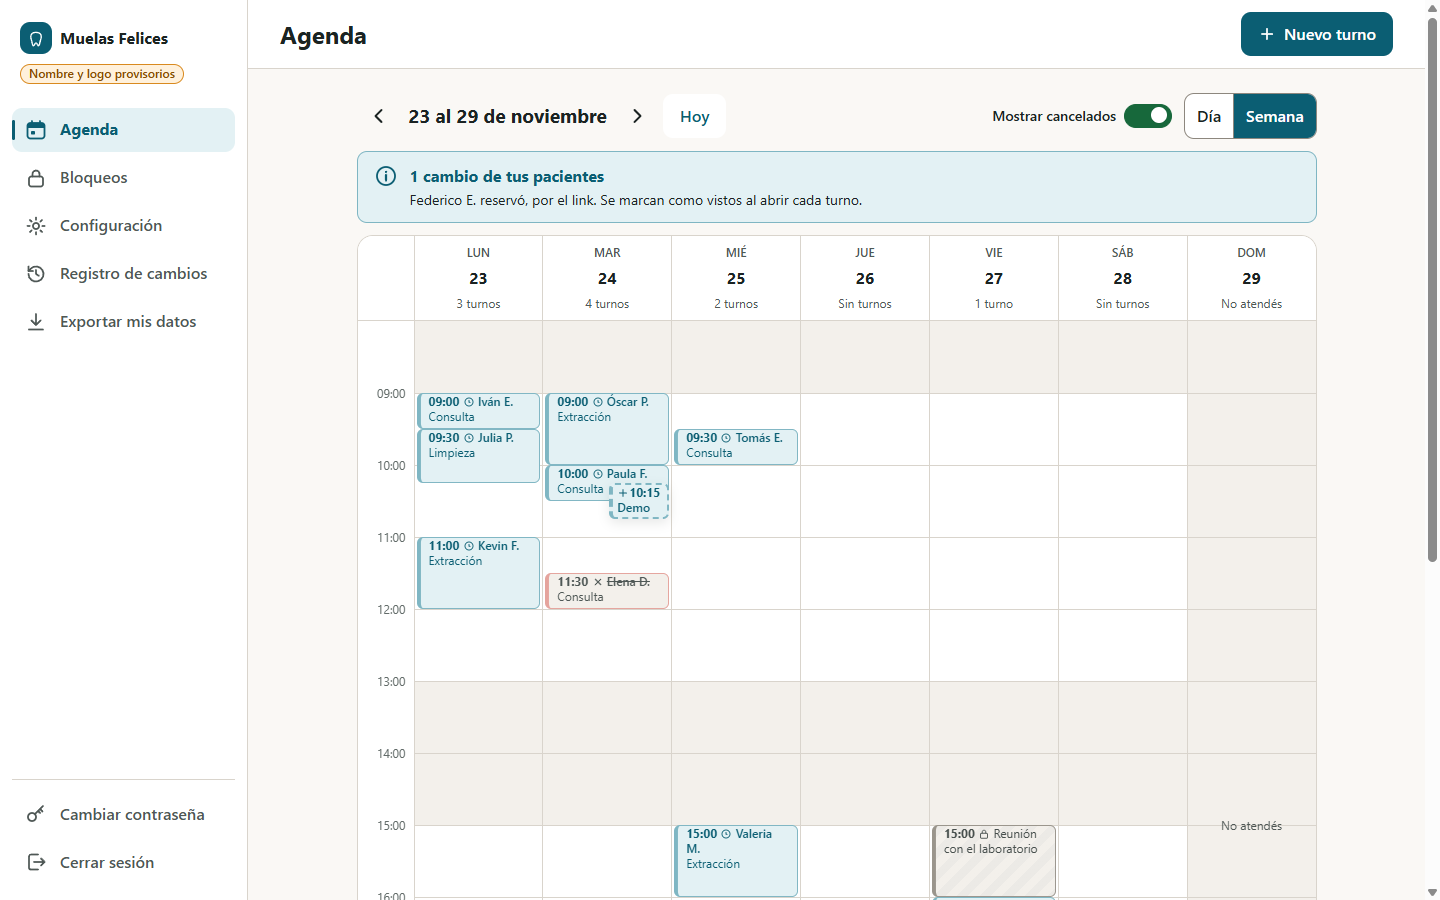 Muelas Felices
Nombre y logo provisorios
Agenda
Bloqueos
Configuración
Registro de cambios
Exportar mis datos
Cambiar contraseña
Cerrar sesión
Agenda
+ Nuevo turno
23 al 29 de noviembre
Hoy
Mostrar cancelados
Día
Semana
1 cambio de tus pacientes
Federico E. reservó, por el link. Se marcan como vistos al abrir cada turno.
LUN
23
3 turnos
MAR
24
4 turnos
MIÉ
25
2 turnos
JUE
26
Sin turnos
VIE
27
1 turno
SÁB
28
Sin turnos
DOM
29
No atendés
09:00
10:00
11:00
12:00
13:00
14:00
15:00
16:00
09:00 Iván E.
Consulta
09:30 Julia P.
Limpieza
11:00 Kevin F.
Extracción
09:00 Óscar P.
Extracción
10:00 Paula F.
Consulta
+ 10:15
Demo
11:30 × Elena D.
Consulta
09:30 Tomás E.
Consulta
15:00 Valeria
M.
Extracción
15:00 Reunión
con el laboratorio
No atendés